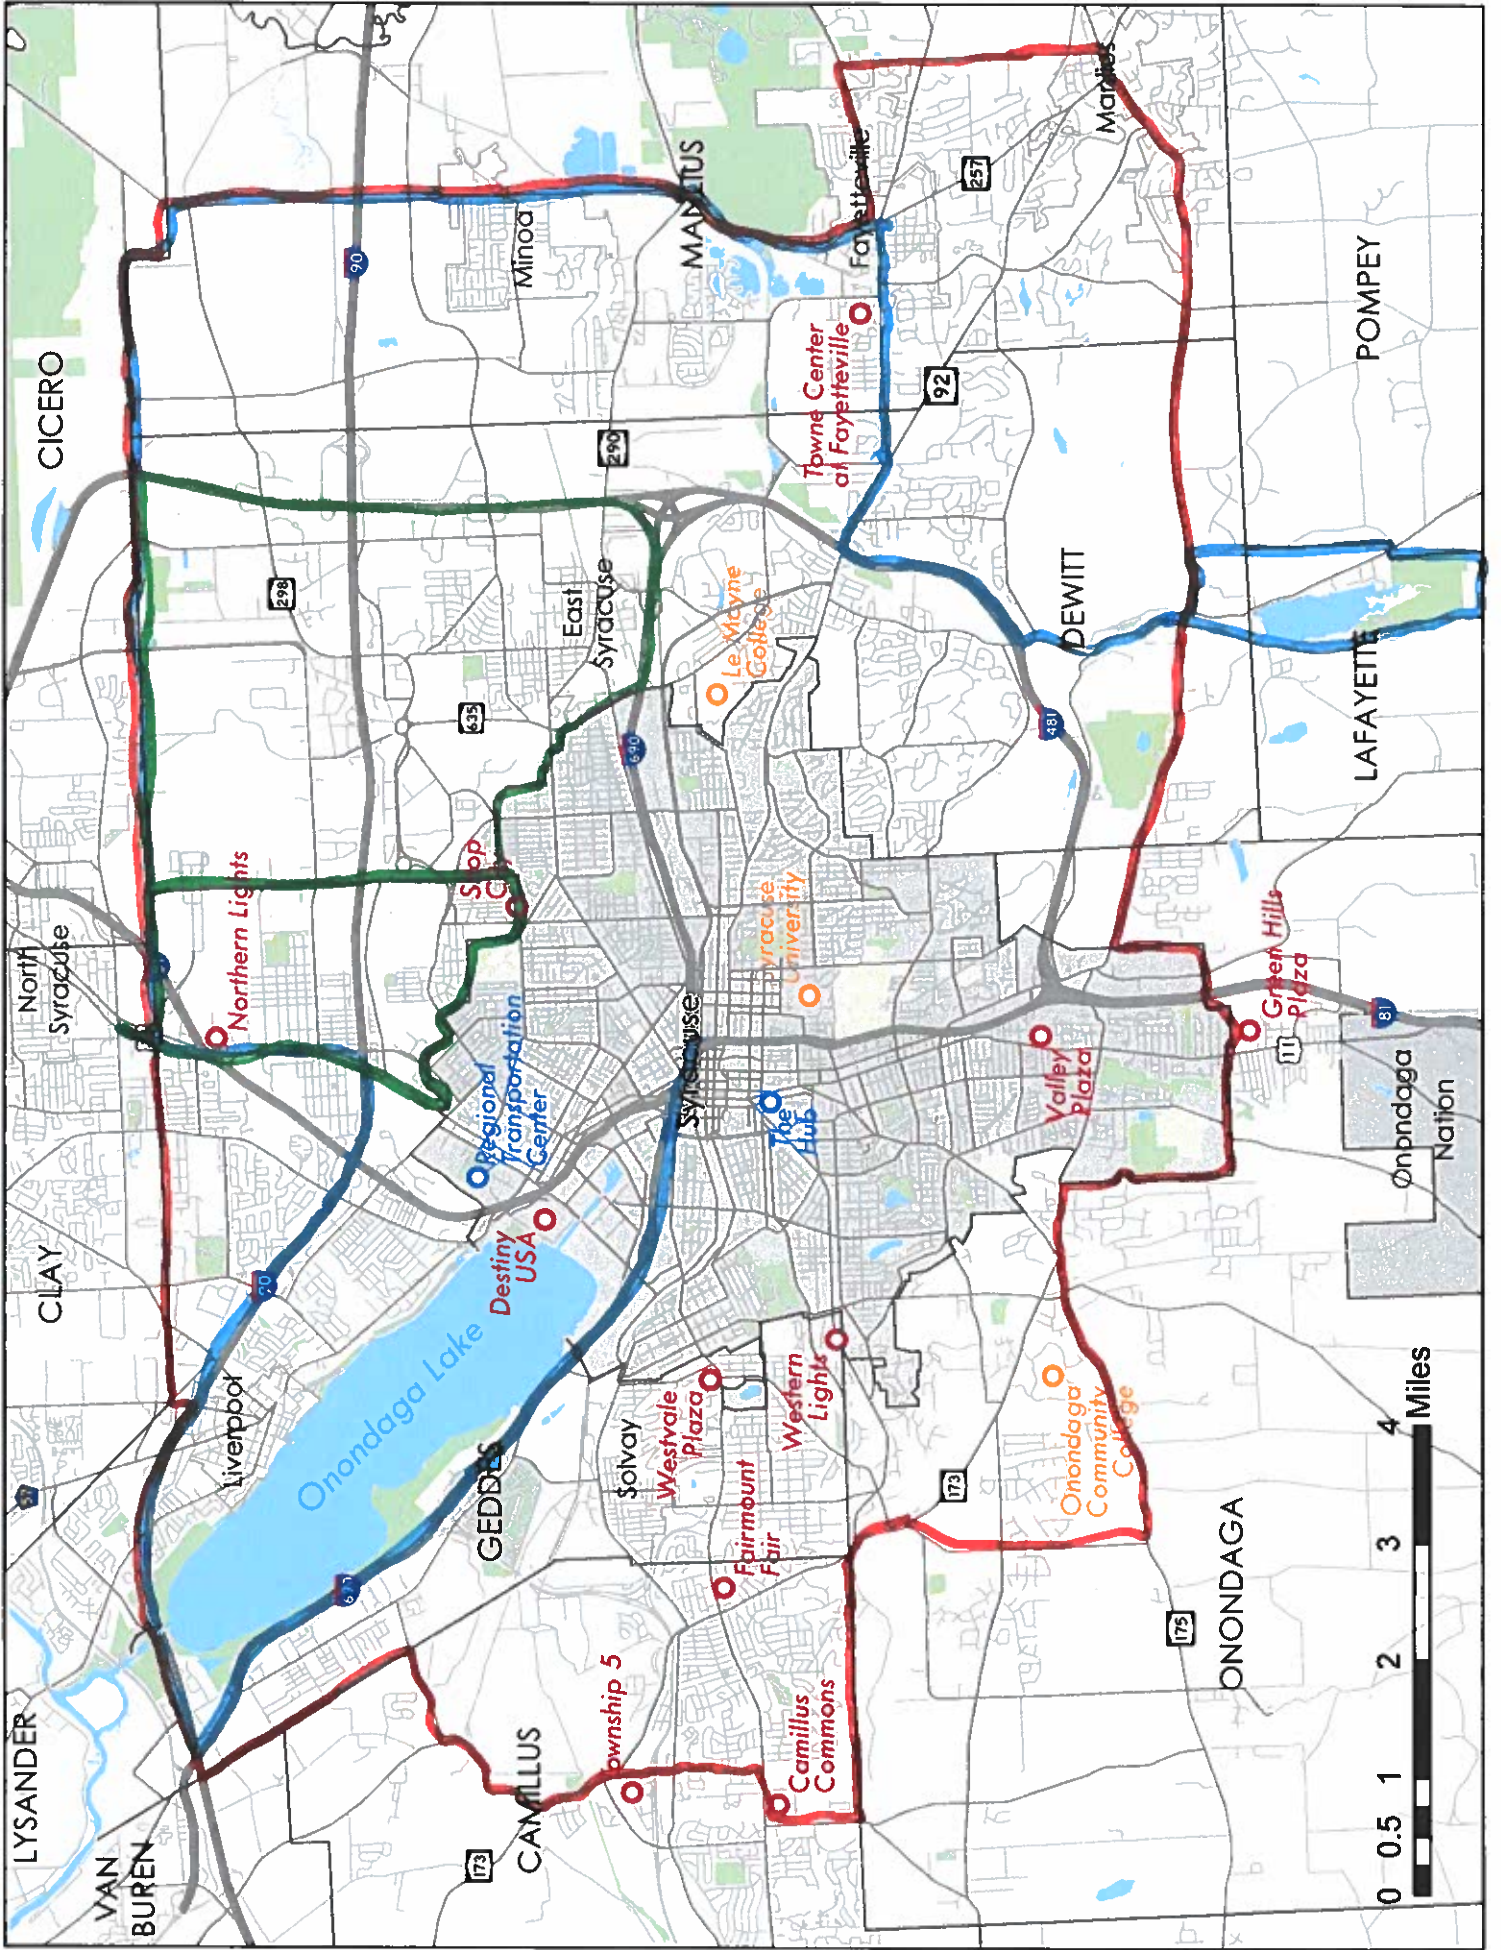 LYSANDER
VAN
BUREN
CLAY
North
Syracuse
CICERO
57
Liverpool
90
81
Northern Lights
298
90
Onondaga Lake
690
GEDDES
Destiny
USA
Regional
Transportation
Center
Shop
City
635
East
Syracuse
290
Minoa
MANLIUS
173
CAMILLUS
Township 5
Solvay
Westvale
Plaza
Fairmount
Fair
Western
Lights
Camillus
Commons
Syracuse
The
Hub
Syracuse
University
690
Le Moyne
College
Towne Center
at Fayetteville
Fayetteville
92
257
Manlius
173
Onondaga
Community
College
175
ONONDAGA
Valley
Plaza
481
DEWITT
Green Hills
Plaza
11
81
Onondaga
Nation
LAFAYETTE
POMPEY
0 0.5 1 2 3 4
Miles